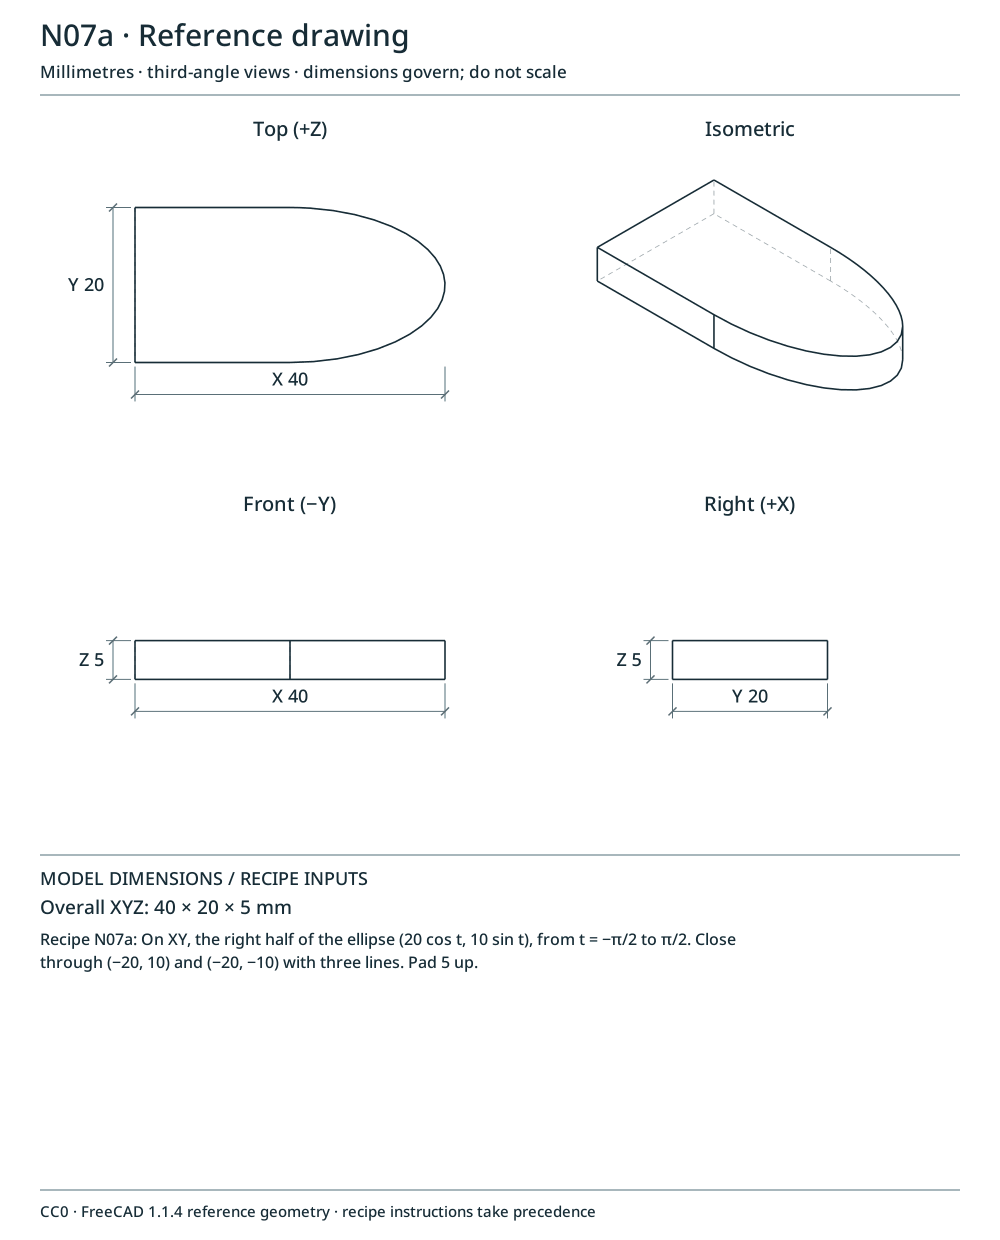 N07a · Reference drawing
Millimetres · third-angle views · dimensions govern; do not scale
Top (+Z)
Isometric
Y 20
X 40
Front (−Y)
Right (+X)
Z 5
X 40
Z 5
Y 20
MODEL DIMENSIONS / RECIPE INPUTS
Overall XYZ: 40 × 20 × 5 mm
Recipe N07a: On XY, the right half of the ellipse (20 cos t, 10 sin t), from t = −π/2 to π/2. Close
through (−20, 10) and (−20, −10) with three lines. Pad 5 up.
CC0 · FreeCAD 1.1.4 reference geometry · recipe instructions take precedence